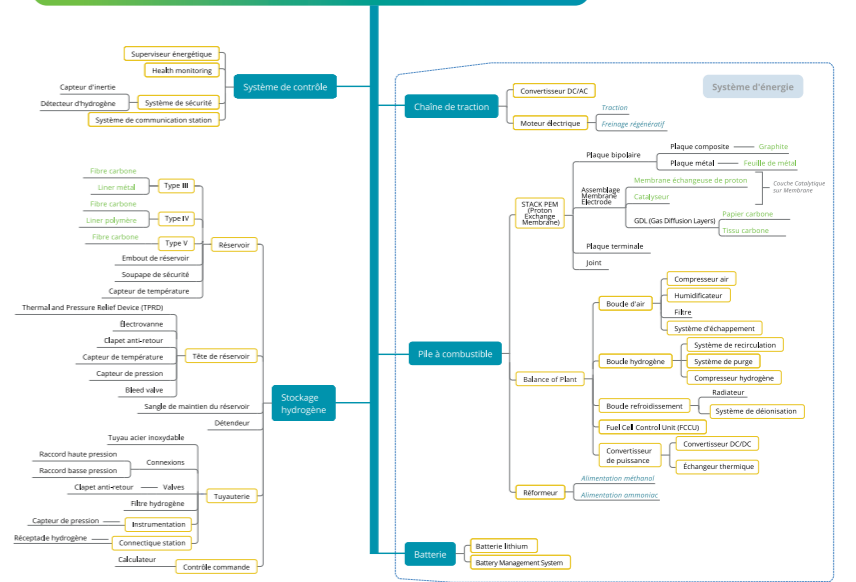 Superviseur énergétique
Health monitoring
Capteur d'inertie
Détecteur d'hydrogène
Système de sécurité
Système de communication station
Système de contrôle
Fibre carbone
Liner métal
Type III
Fibre carbone
Liner polymère
Type IV
Fibre carbone
Type V
Embout de réservoir
Soupape de sécurité
Capteur de température
Réservoir
Thermal and Pressure Relief Device (TPRD)
Électrovanne
Clapet anti-retour
Capteur de température
Capteur de pression
Bleed valve
Tête de réservoir
Sangle de maintien du réservoir
Détendeur
Stockage
hydrogène
Tuyau acier inoxydable
Raccord haute pression
Raccord basse pression
Connexions
Clapet anti-retour
Valves
Filtre hydrogène
Tuyauterie
Capteur de pression
Instrumentation
Réceptacle hydrogène
Connectique station
Calculateur
Contrôle commande
Système d'énergie
Chaîne de traction
Convertisseur DC/AC
Moteur électrique
Traction
Freinage régénératif
Pile à combustible
STACK PEM
(Proton
Exchange
Membrane)
Plaque bipolaire
Plaque composite
Graphite
Plaque métal
Feuille de métal
Assemblage
Membrane
Electrode
Membrane échangeuse de proton
Catalyseur
Couche Catalytique
sur Membrane
GDL (Gas Diffusion Layers)
Papier carbone
Tissu carbone
Plaque terminale
Joint
Balance of Plant
Boucle d'air
Compresseur air
Humidificateur
Filtre
Système d'échappement
Boucle hydrogène
Système de recirculation
Système de purge
Compresseur hydrogène
Boucle refroidissement
Radiateur
Système de déionisation
Fuel Cell Control Unit (FCCU)
Convertisseur
de puissance
Convertisseur DC/DC
Échangeur thermique
Réformeur
Alimentation méthanol
Alimentation ammoniac
Batterie
Batterie lithium
Battery Management System